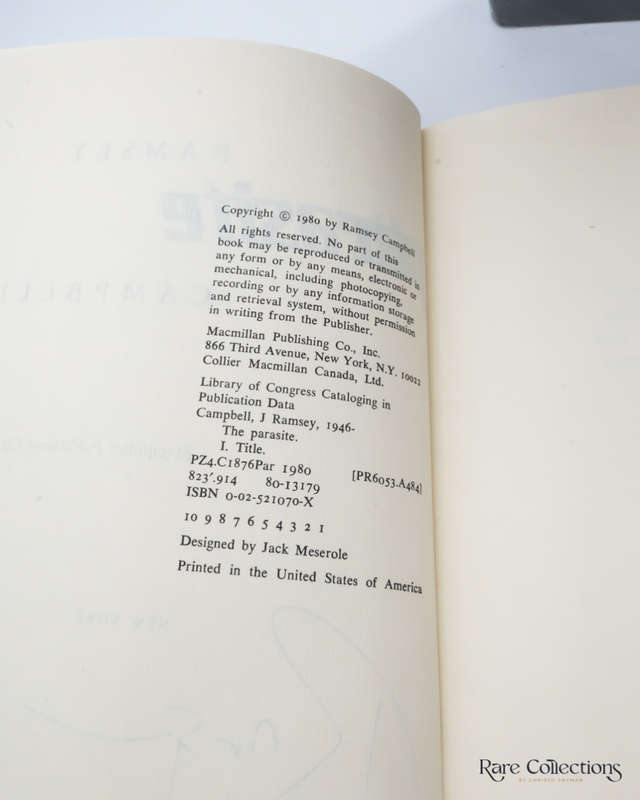 Copyright © 1980 by Ramsey Campbell
All rights reserved. No part of this
book may be reproduced or transmitted in
any form or by any means, electronic or
mechanical, including photocopying,
recording or by any information storage
and retrieval system, without permission
in writing from the Publisher.
Macmillan Publishing Co., Inc.
866 Third Avenue, New York, N.Y. 10022
Collier Macmillan Canada, Ltd.
Library of Congress Cataloging in
Publication Data
Campbell, J Ramsey, 1946-
The parasite.
I. Title.
PZ4.C1876Par 1980 [PR6053.A484]
823'.914 80-13179
ISBN 0-02-521070-X
10 9 8 7 6 5 4 3 2 1
Designed by Jack Meserole
Printed in the United States of America
RAMSEY
CAMPBELL
NEW YORK
Rare Collections